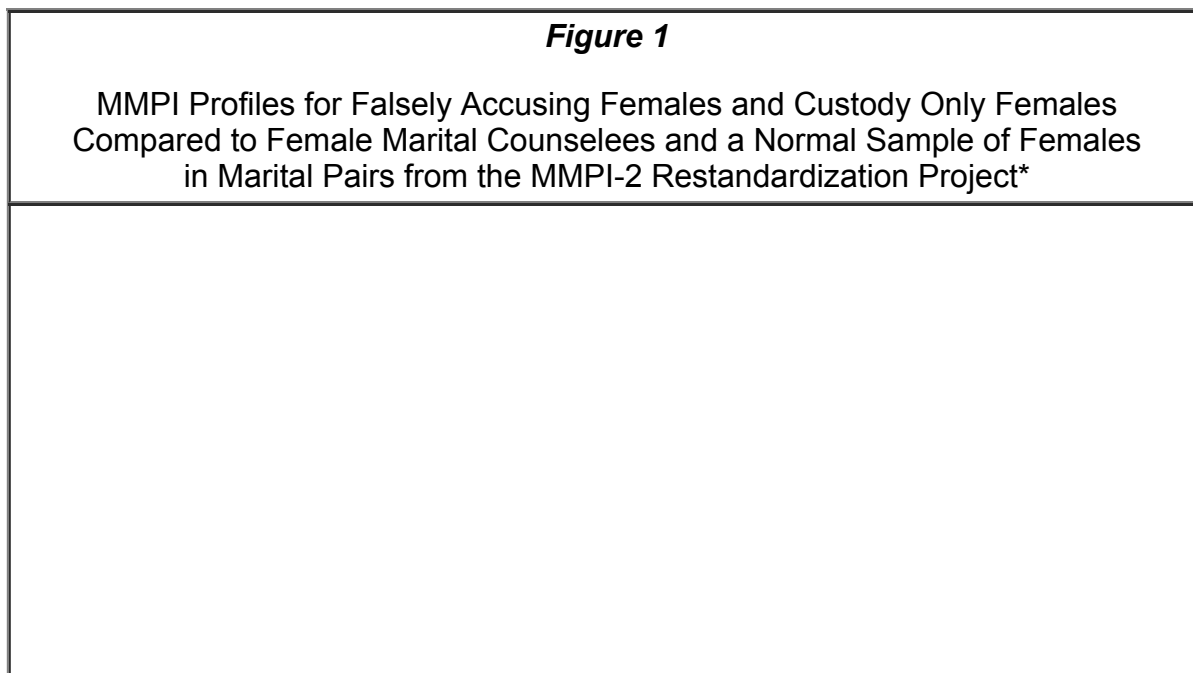 Figure 1
MMPI Profiles for Falsely Accusing Females and Custody Only Females
Compared to Female Marital Counselees and a Normal Sample of Females
in Marital Pairs from the MMPI-2 Restandardization Project*